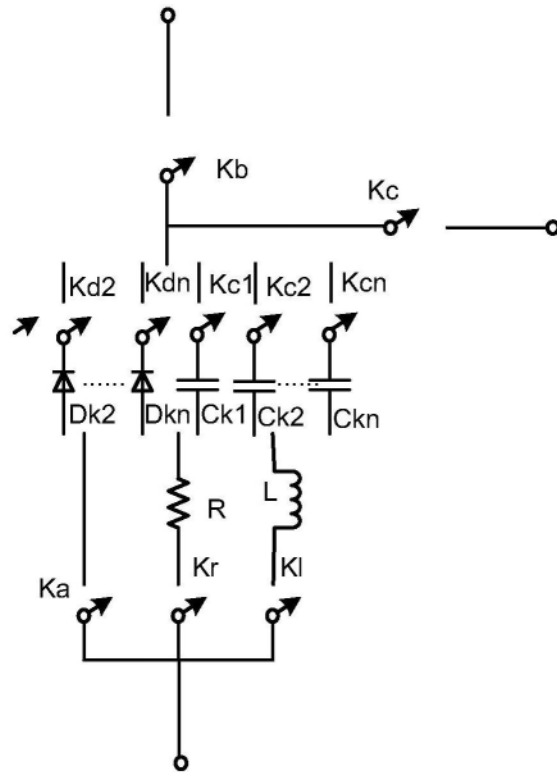 Kb
Kc
Kd2 Kdn Kc1 Kc2 Kcn
Dk2 Dkn Ck1 Ck2 Ckn
R L
Ka Kr Kl